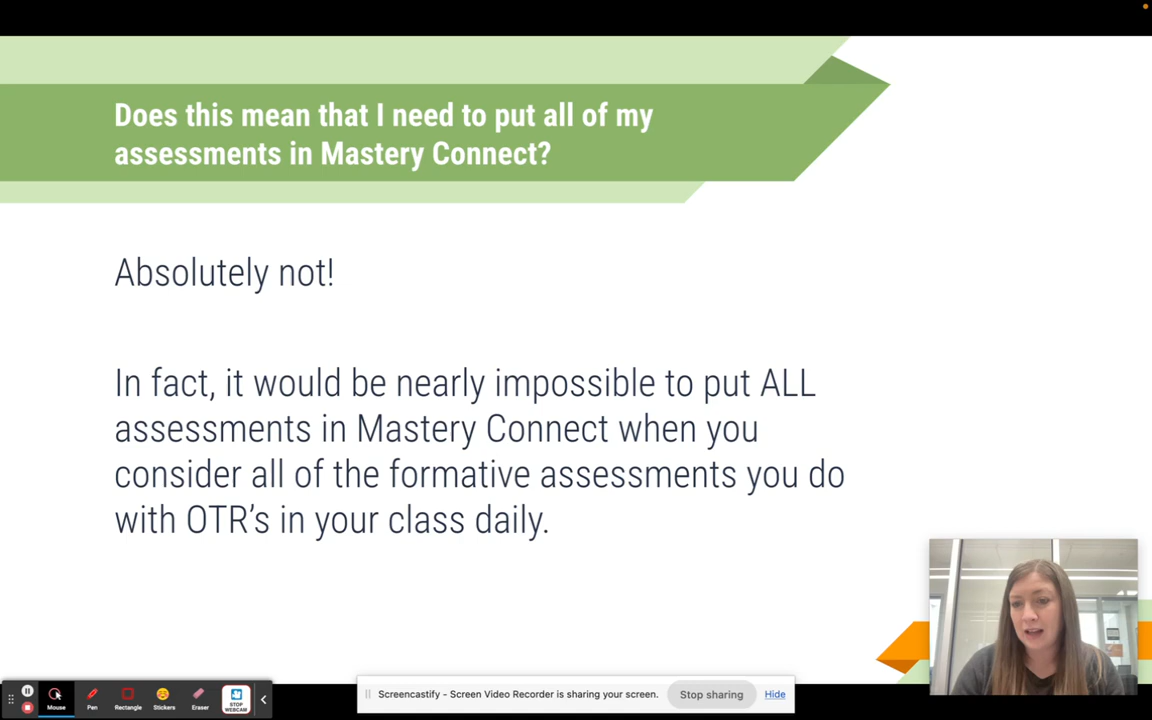 Does this mean that I need to put all of my
assessments in Mastery Connect?
Absolutely not!
In fact, it would be nearly impossible to put ALL
assessments in Mastery Connect when you
consider all of the formative assessments you do
with OTR's in your class daily.
Mouse
Pen
Rectangle
Stickers
Eraser
STOP
WEBCAM
Screencastify - Screen Video Recorder is sharing your screen.
Stop sharing
Hide